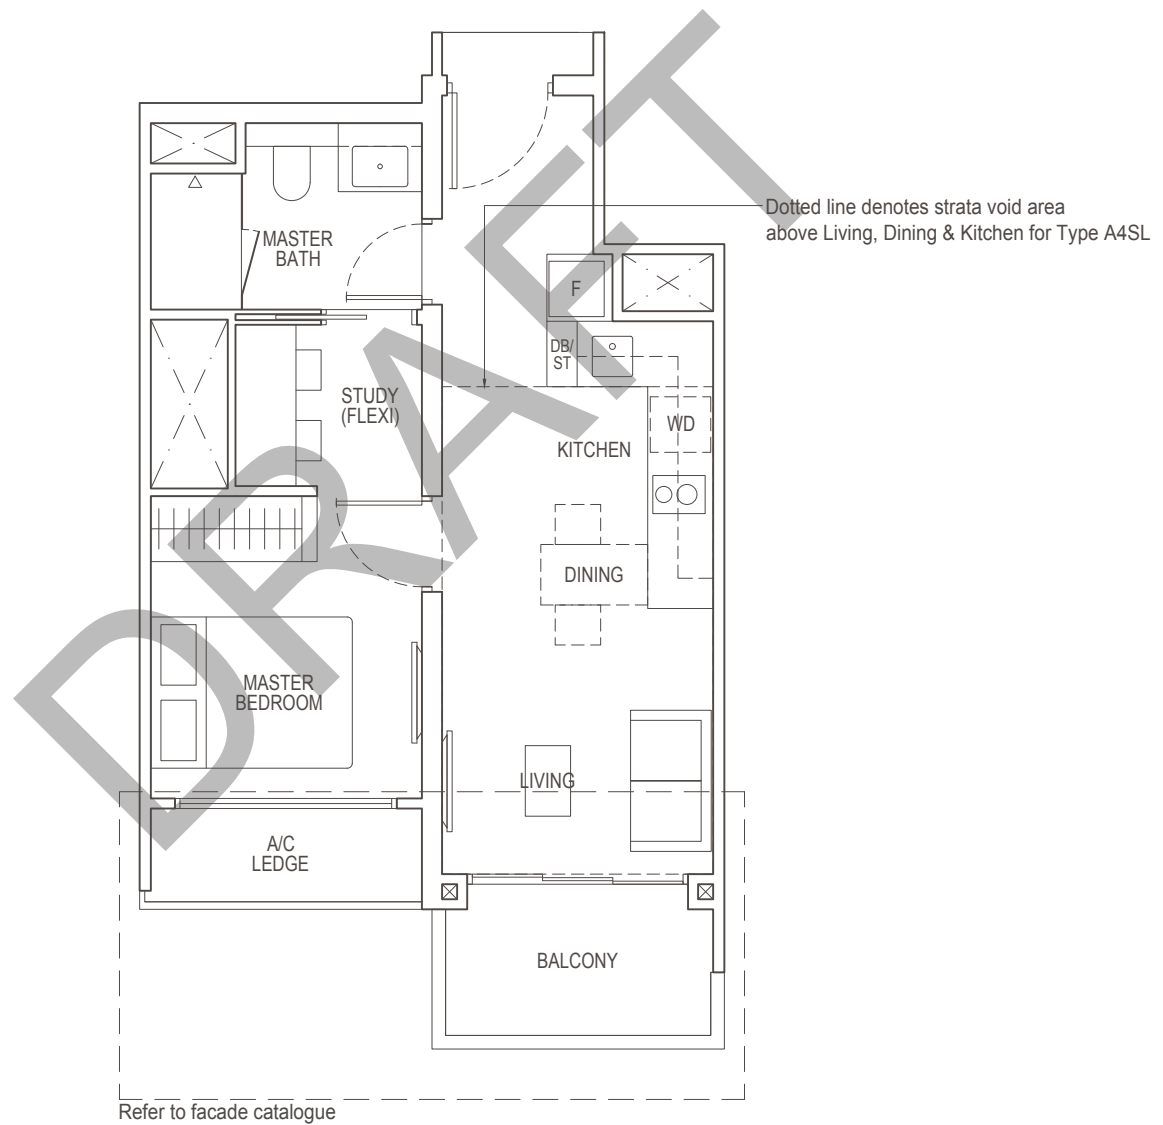 DRAFT
Dotted line denotes strata void area
above Living, Dining & Kitchen for Type A4SL
MASTER
BATH
F
DB/
ST
STUDY
(FLEXI)
WD
KITCHEN
DINING
MASTER
BEDROOM
LIVING
A/C
LEDGE
BALCONY
Refer to facade catalogue